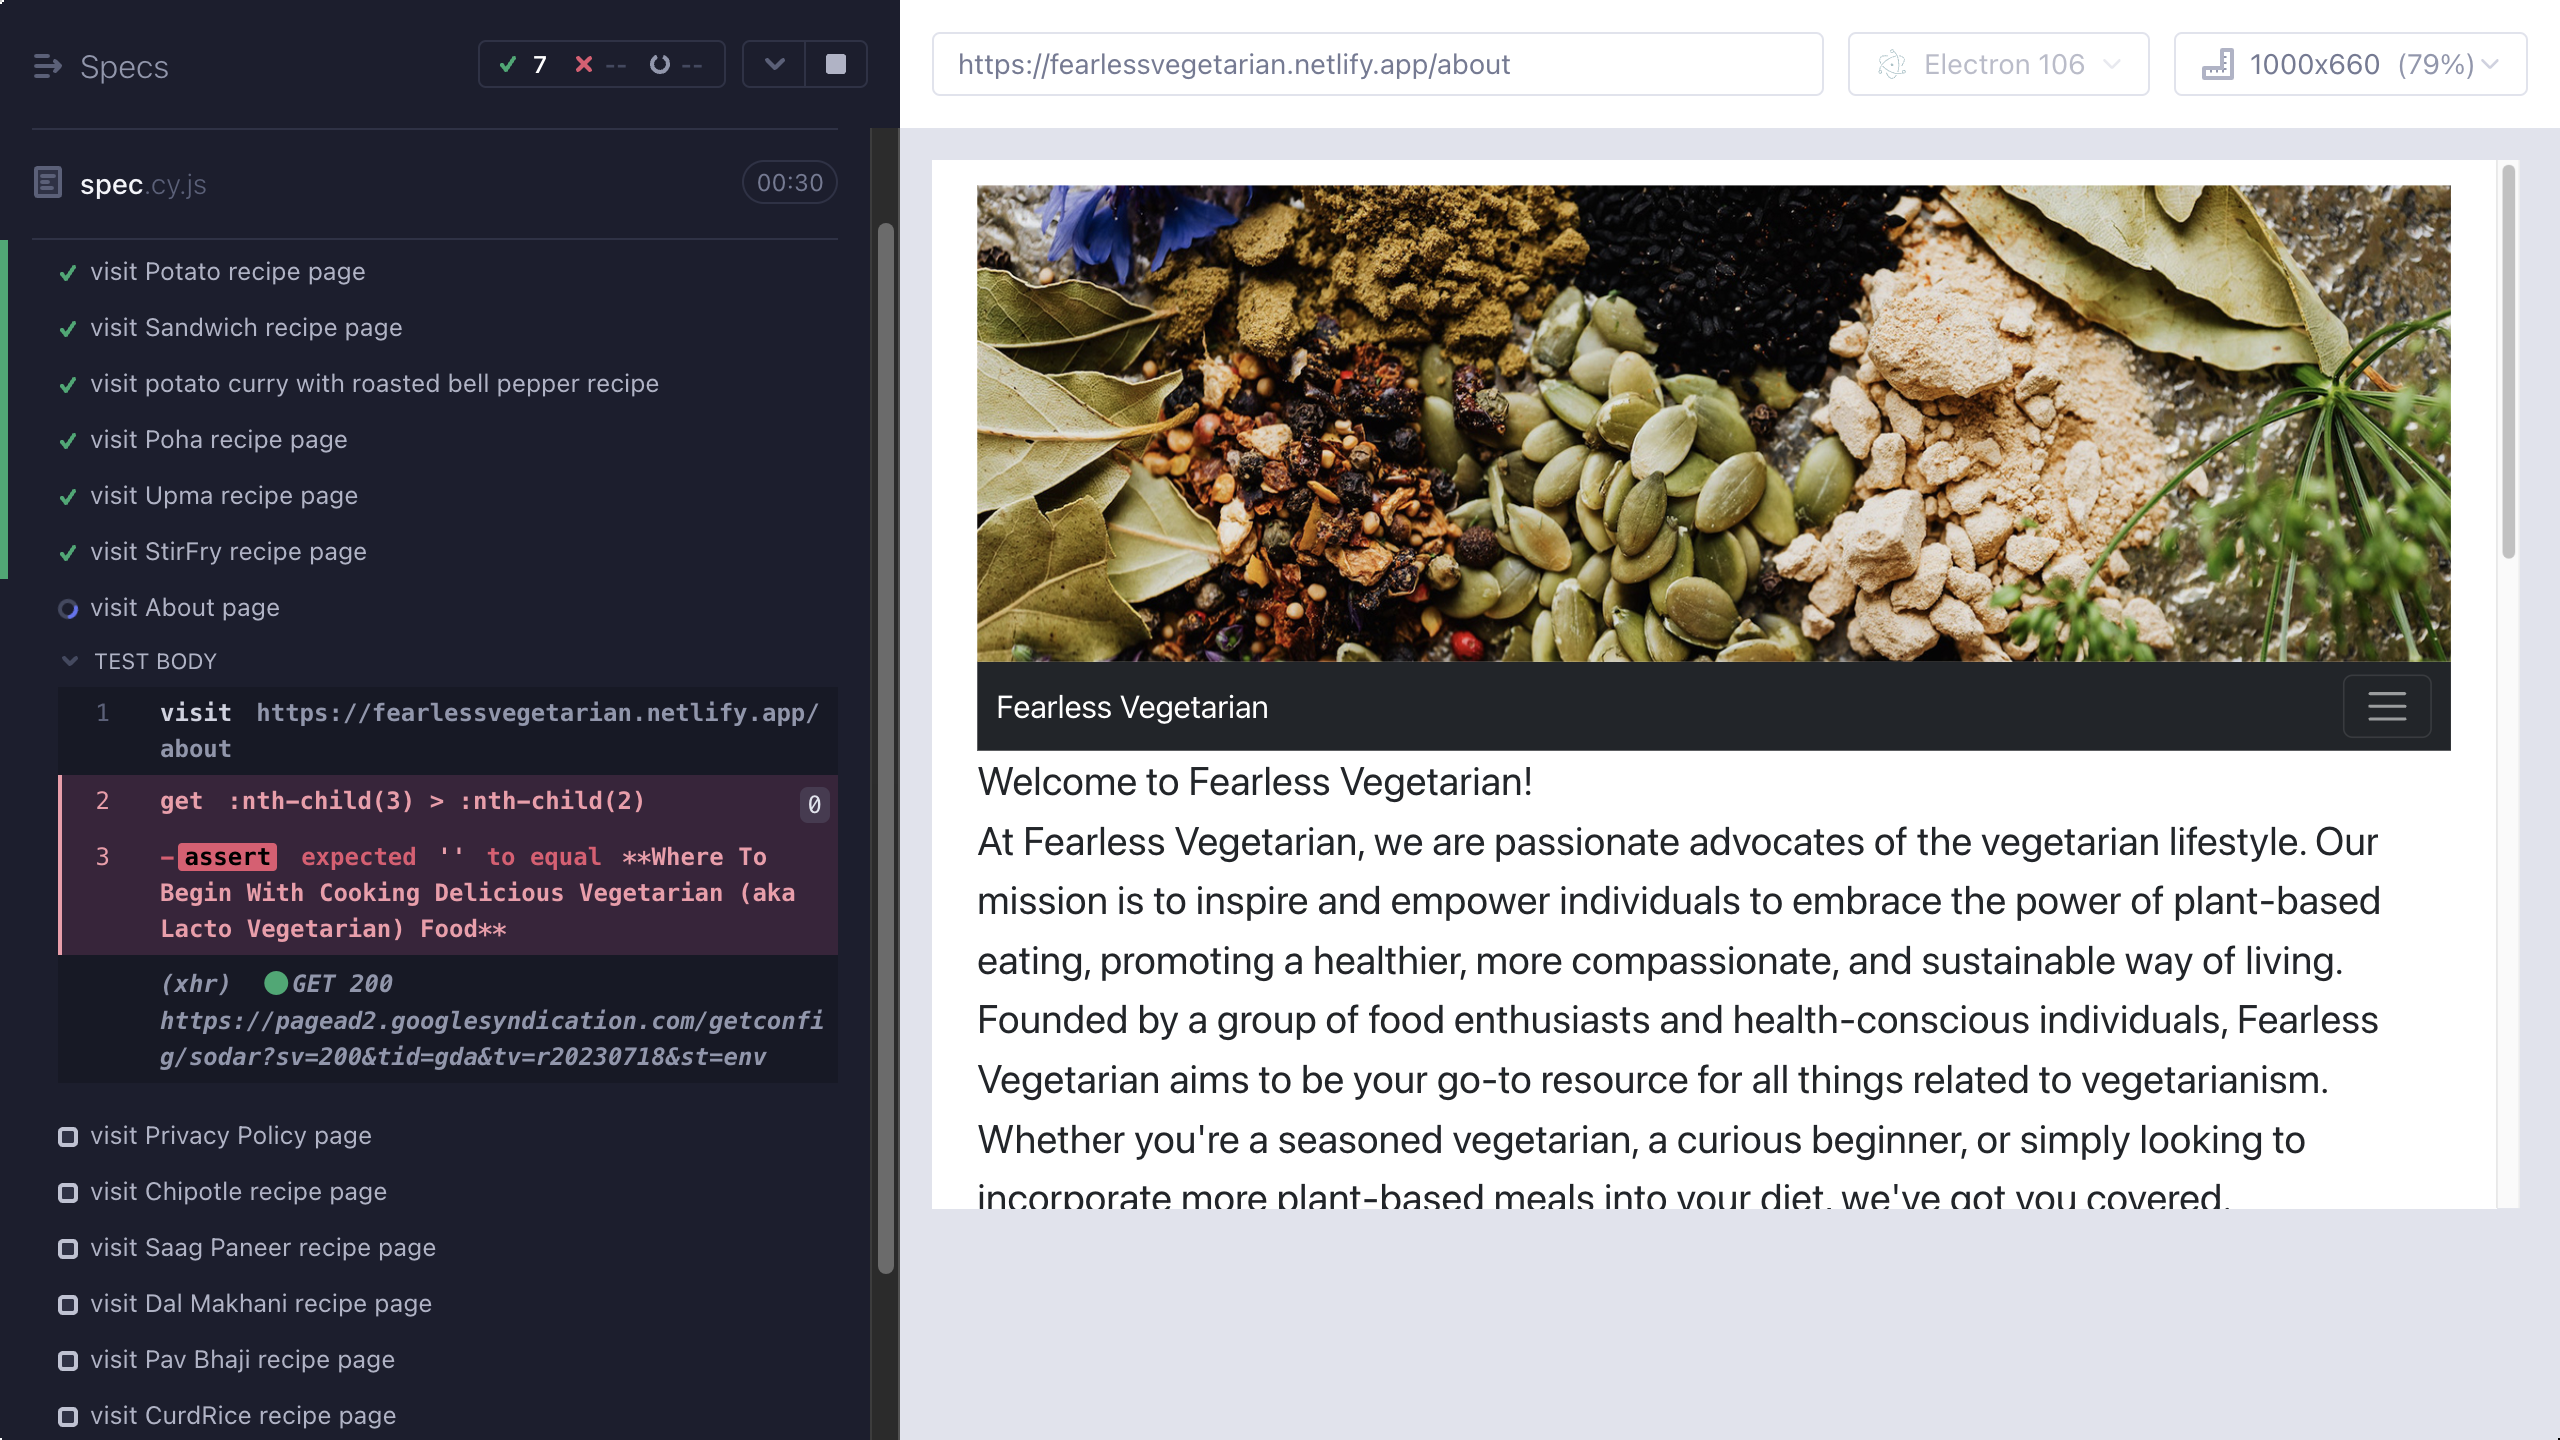 Specs
7 -- --
spec.cy.js
00:30
visit Potato recipe page
visit Sandwich recipe page
visit potato curry with roasted bell pepper recipe
visit Poha recipe page
visit Upma recipe page
visit StirFry recipe page
visit About page
TEST BODY
1 visit https://fearlessvegetarian.netlify.app/
about
2 get :nth-child(3) > :nth-child(2) 0
3 -assert expected '' to equal **Where To
Begin With Cooking Delicious Vegetarian (aka
Lacto Vegetarian) Food**
(xhr) GET 200
https://pagead2.googlesyndication.com/getconfi
g/sodar?sv=200&tid=gda&tv=r20230718&st=env
visit Privacy Policy page
visit Chipotle recipe page
visit Saag Paneer recipe page
visit Dal Makhani recipe page
visit Pav Bhaji recipe page
visit CurdRice recipe page
https://fearlessvegetarian.netlify.app/about
Electron 106
1000x660 (79%)
Fearless Vegetarian
Welcome to Fearless Vegetarian!
At Fearless Vegetarian, we are passionate advocates of the vegetarian lifestyle. Our
mission is to inspire and empower individuals to embrace the power of plant-based
eating, promoting a healthier, more compassionate, and sustainable way of living.
Founded by a group of food enthusiasts and health-conscious individuals, Fearless
Vegetarian aims to be your go-to resource for all things related to vegetarianism.
Whether you're a seasoned vegetarian, a curious beginner, or simply looking to
incorporate more plant-based meals into your diet, we've got you covered.